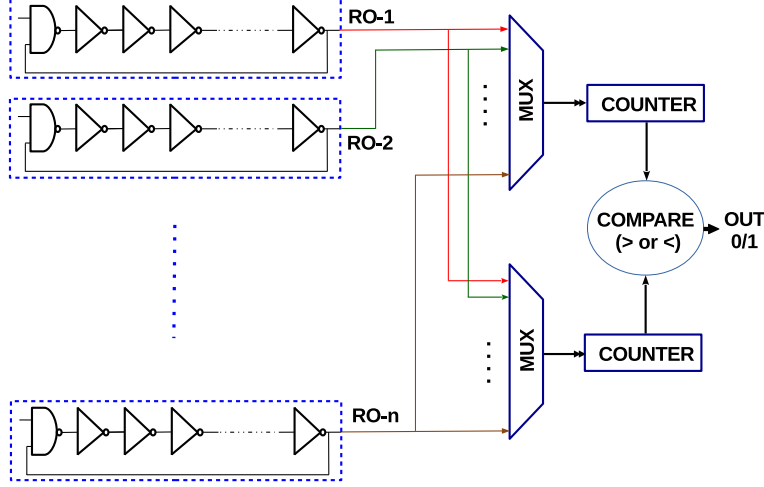 RO-1
MUX
COUNTER
RO-2
COMPARE
(> or <)
OUT
0/1
MUX
COUNTER
RO-n